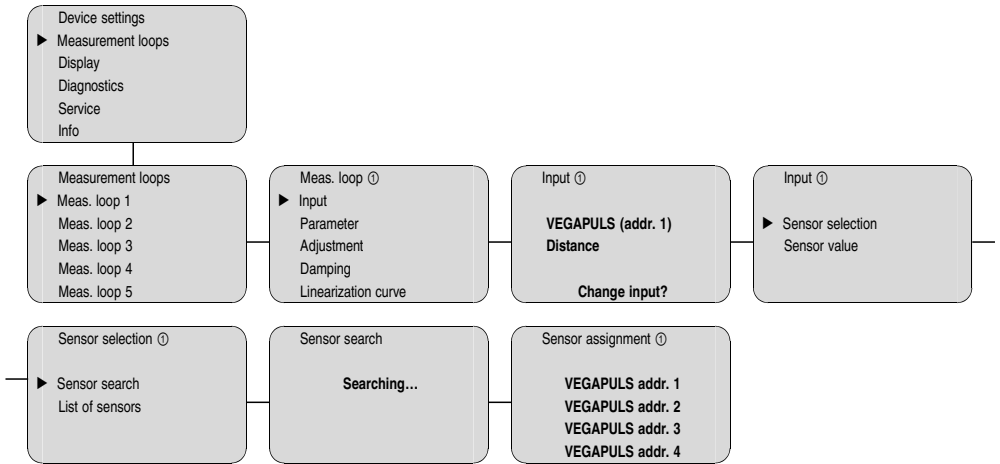 Device settings
▶ Measurement loops
Display
Diagnostics
Service
Info
Measurement loops
▶ Meas. loop 1
Meas. loop 2
Meas. loop 3
Meas. loop 4
Meas. loop 5
Meas. loop ①
▶ Input
Parameter
Adjustment
Damping
Linearization curve
Input ①
VEGAPULS (addr. 1)
Distance
Change input?
Input ①
▶ Sensor selection
Sensor value
Sensor selection ①
▶ Sensor search
List of sensors
Sensor search
Searching...
Sensor assignment ①
VEGAPULS addr. 1
VEGAPULS addr. 2
VEGAPULS addr. 3
VEGAPULS addr. 4